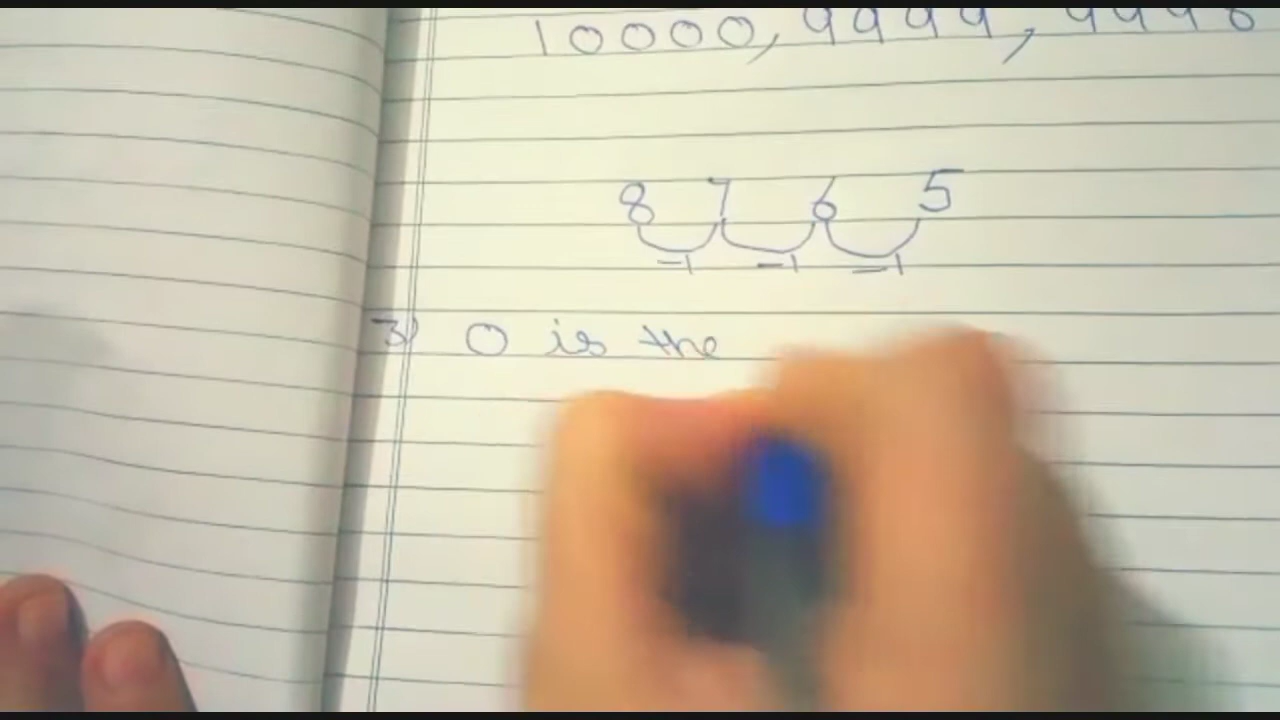 10000, 9999, 9998
8 7 6 5
-1 -1 -1
3) 0 is the